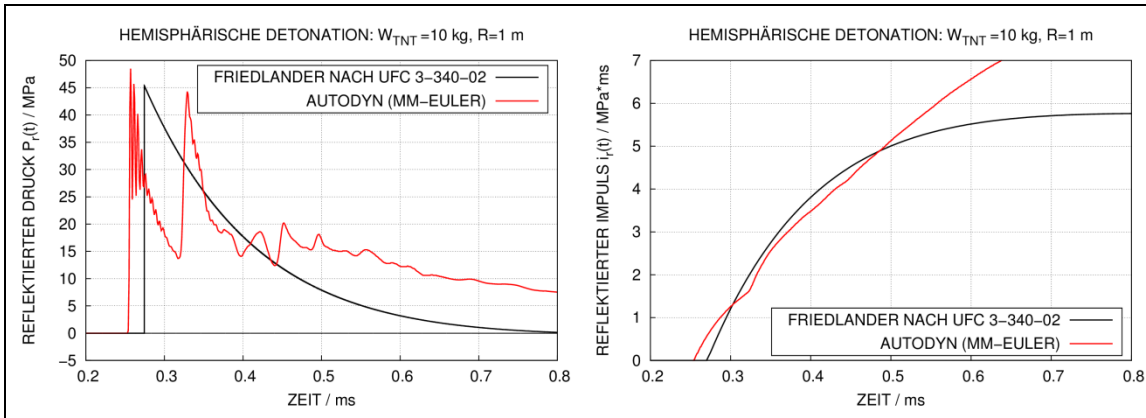 HEMISPHÄRISCHE DETONATION: W_TNT =10 kg, R=1 m
REFLEKTIERTER DRUCK P_r(t) / MPa
50
45
40
35
30
25
20
15
10
5
0
−5
FRIEDLANDER NACH UFC 3−340−02
AUTODYN (MM−EULER)
0.2 0.3 0.4 0.5 0.6 0.7 0.8
ZEIT / ms
HEMISPHÄRISCHE DETONATION: W_TNT =10 kg, R=1 m
REFLEKTIERTER IMPULS i_r(t) / MPa*ms
7
6
5
4
3
2
1
0
FRIEDLANDER NACH UFC 3−340−02
AUTODYN (MM−EULER)
0.2 0.3 0.4 0.5 0.6 0.7 0.8
ZEIT / ms